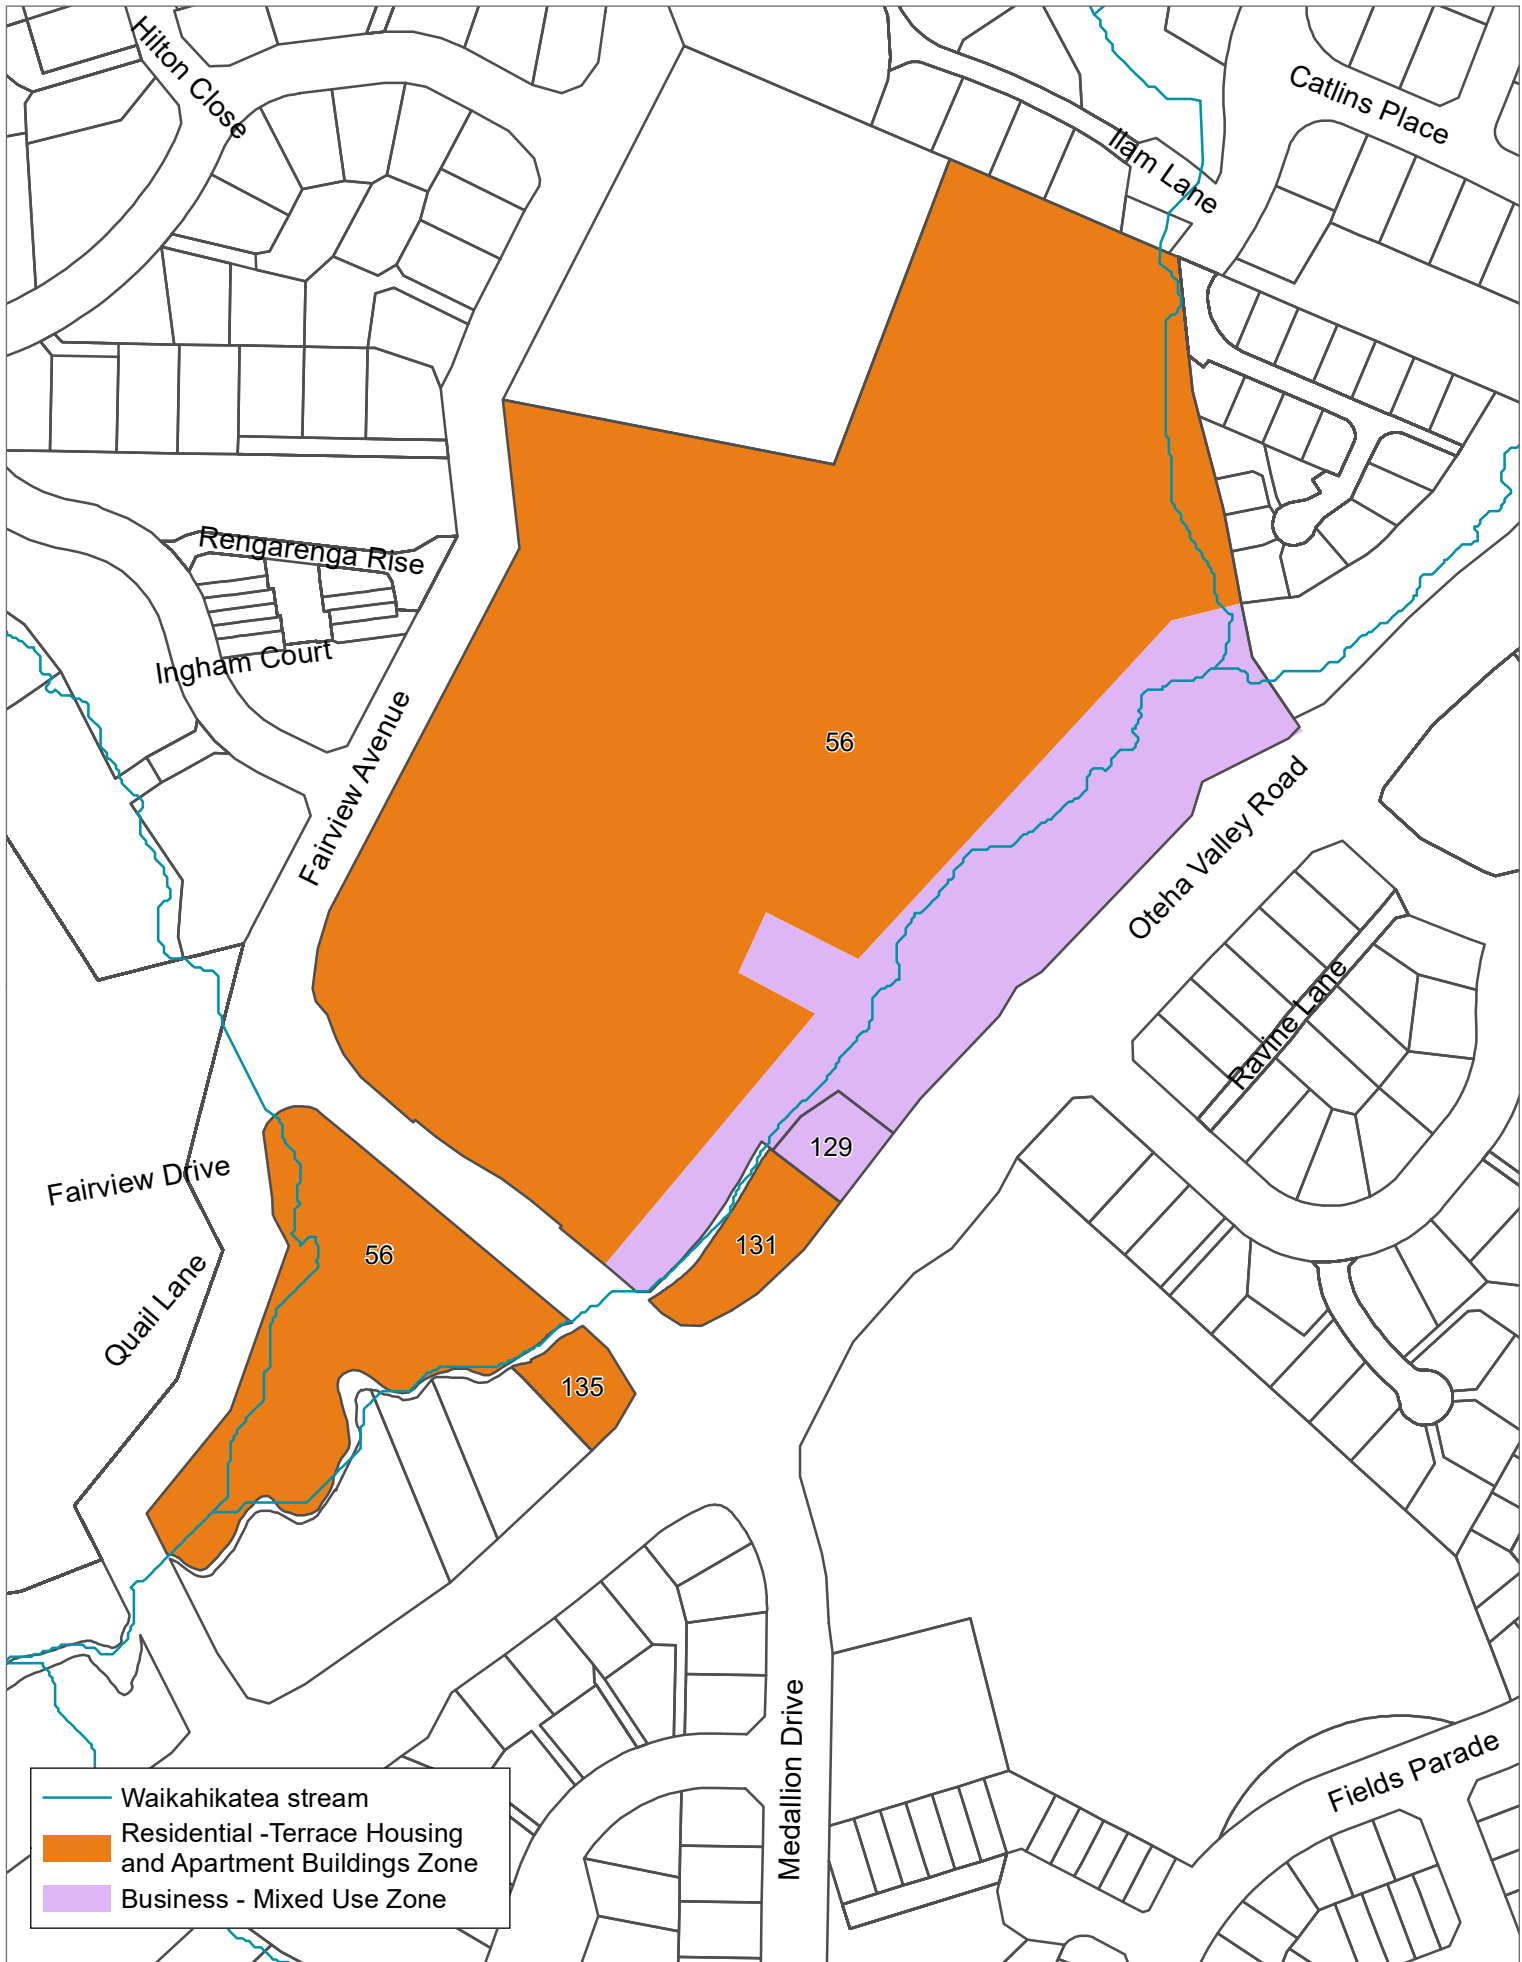 Hilton Close
Catlins Place
Ilam Lane
Rengarenga Rise
Ingham Court
Fairview Avenue
56
Oteha Valley Road
Ravine Lane
129
Fairview Drive
131
56
Quail Lane
135
Medallion Drive
Fields Parade
Waikahikatea stream
Residential -Terrace Housing
and Apartment Buildings Zone
Business - Mixed Use Zone